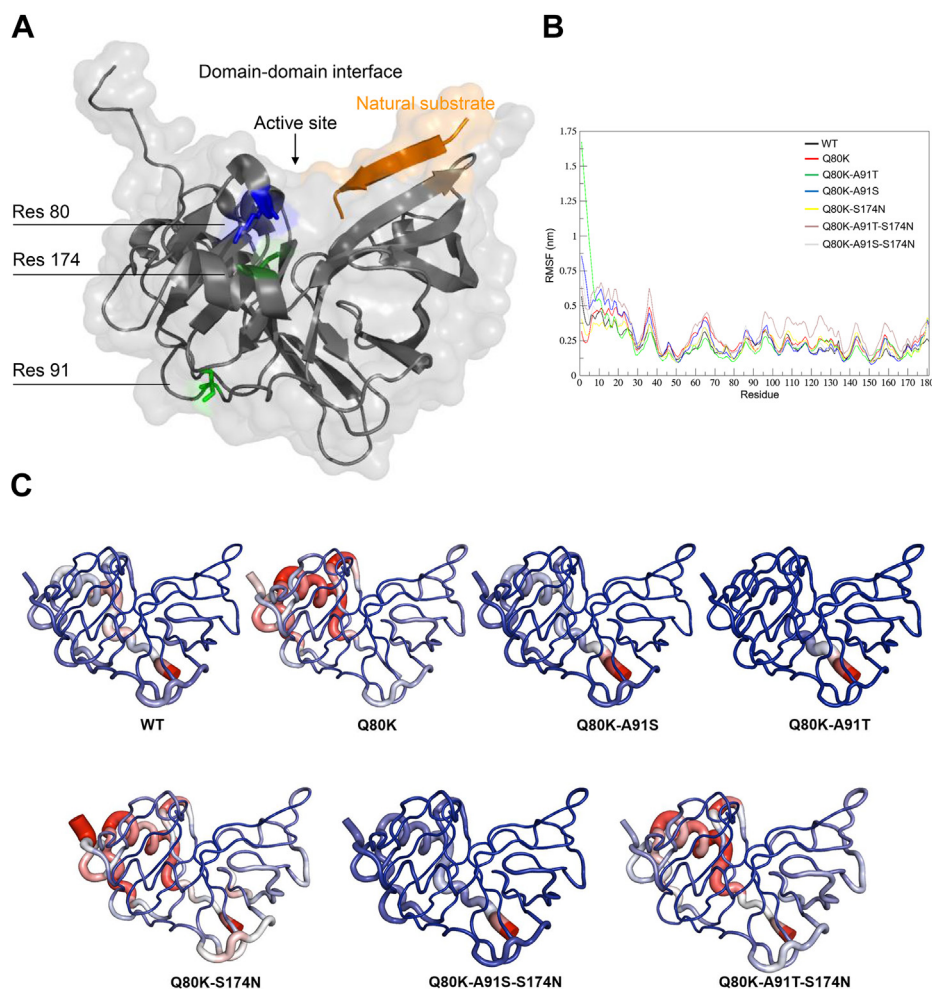 A
Domain-domain interface
Natural substrate
Active site
Res 80
Res 174
Res 91
B
1.75
1.5
1.25
1
0.75
0.5
0.25
0
RMSF (nm)
0 10 20 30 40 50 60 70 80 90 100 110 120 130 140 150 160 170 180
Residue
WT
Q80K
Q80K-A91T
Q80K-A91S
Q80K-S174N
Q80K-A91T-S174N
Q80K-A91S-S174N
C
WT
Q80K
Q80K-A91S
Q80K-A91T
Q80K-S174N
Q80K-A91S-S174N
Q80K-A91T-S174N